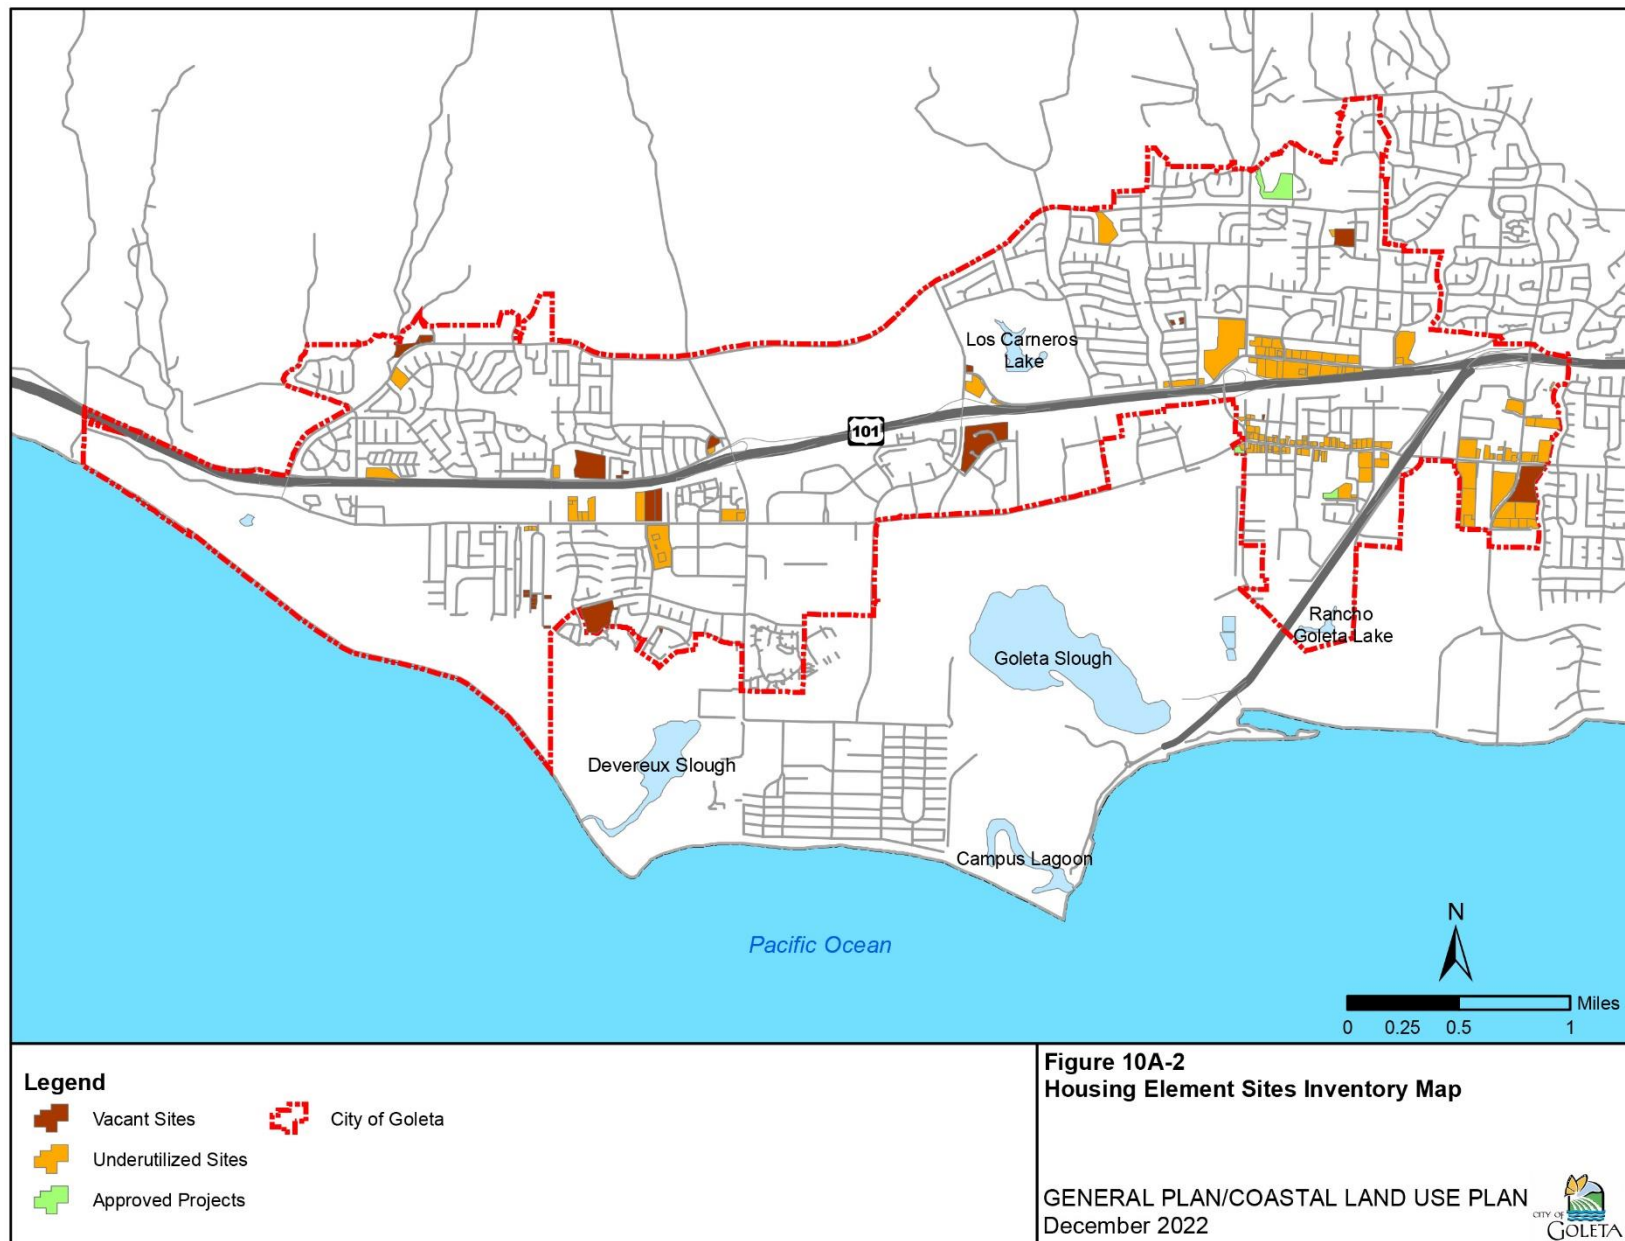 Los Carneros
Lake
101
Rancho
Goleta Lake
Goleta Slough
Devereux Slough
Campus Lagoon
Pacific Ocean
N
Miles
0 0.25 0.5 1
Legend
Vacant Sites
City of Goleta
Underutilized Sites
Approved Projects
Figure 10A-2
Housing Element Sites Inventory Map
GENERAL PLAN/COASTAL LAND USE PLAN
December 2022
CITY OF
GOLETA